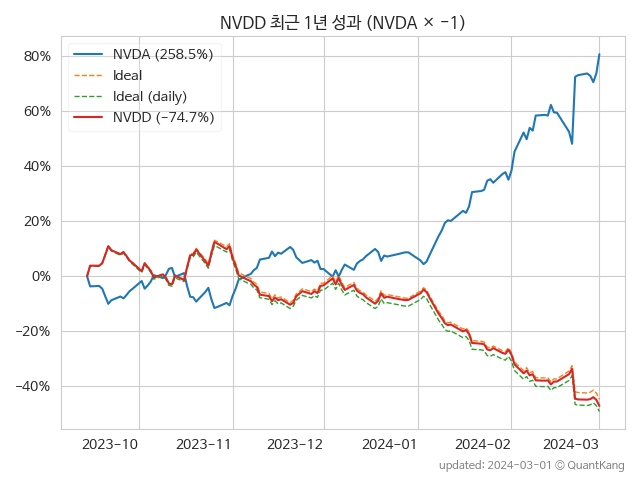 NVDD 최근 1년 성과 (NVDA × −1)
NVDA (258.5%)
Ideal
Ideal (daily)
NVDD (−74.7%)
80%
60%
40%
20%
0%
−20%
−40%
2023-10
2023-11
2023-12
2024-01
2024-02
2024-03
updated: 2024-03-01 © QuantKang